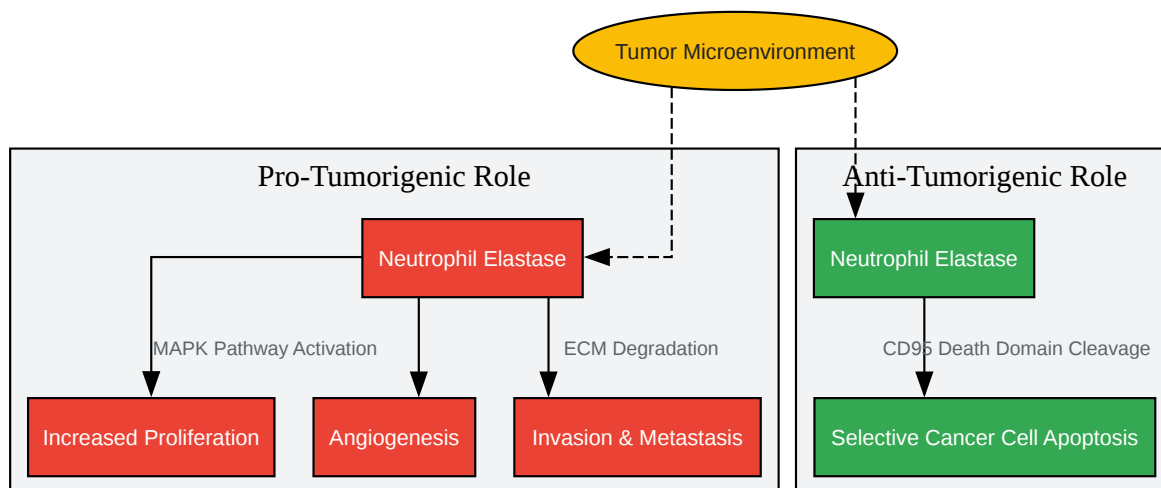 Tumor Microenvironment
Pro-Tumorigenic Role
Anti-Tumorigenic Role
Neutrophil Elastase
Neutrophil Elastase
MAPK Pathway Activation
ECM Degradation
CD95 Death Domain Cleavage
Increased Proliferation
Angiogenesis
Invasion & Metastasis
Selective Cancer Cell Apoptosis